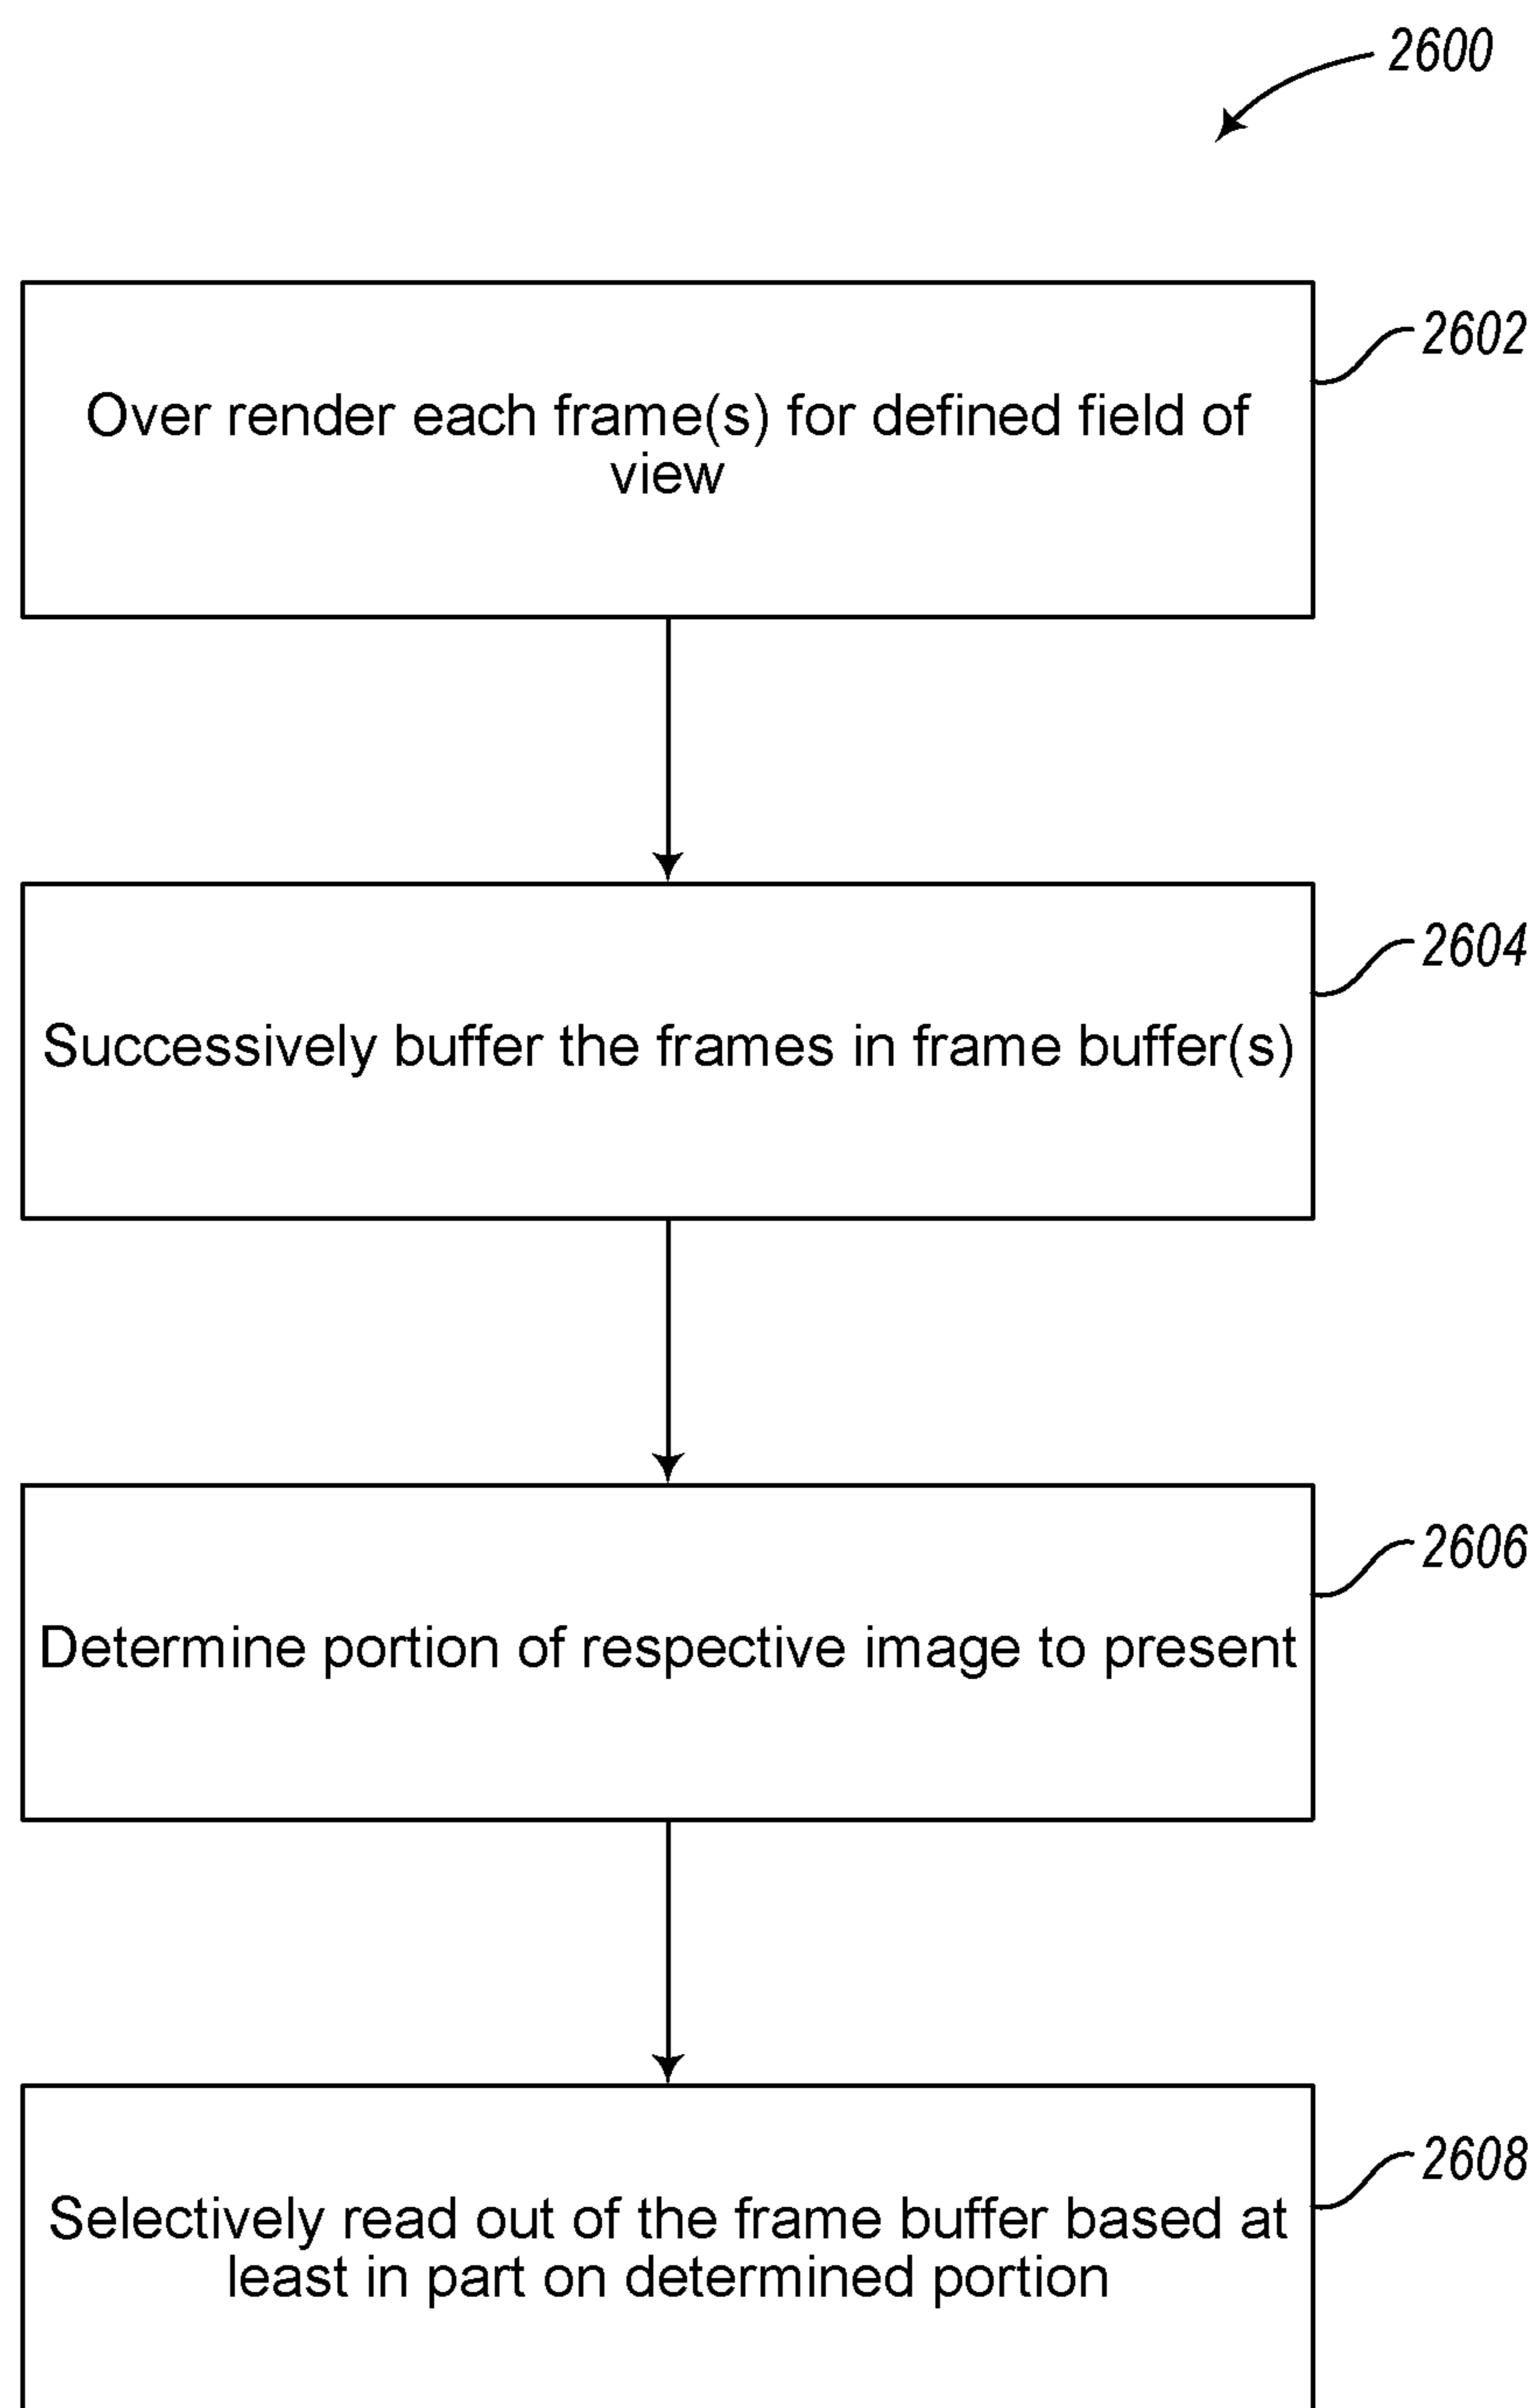 2600
2602
Over render each frame(s) for defined field of
view
2604
Successively buffer the frames in frame buffer(s)
2606
Determine portion of respective image to present
2608
Selectively read out of the frame buffer based at
least in part on determined portion